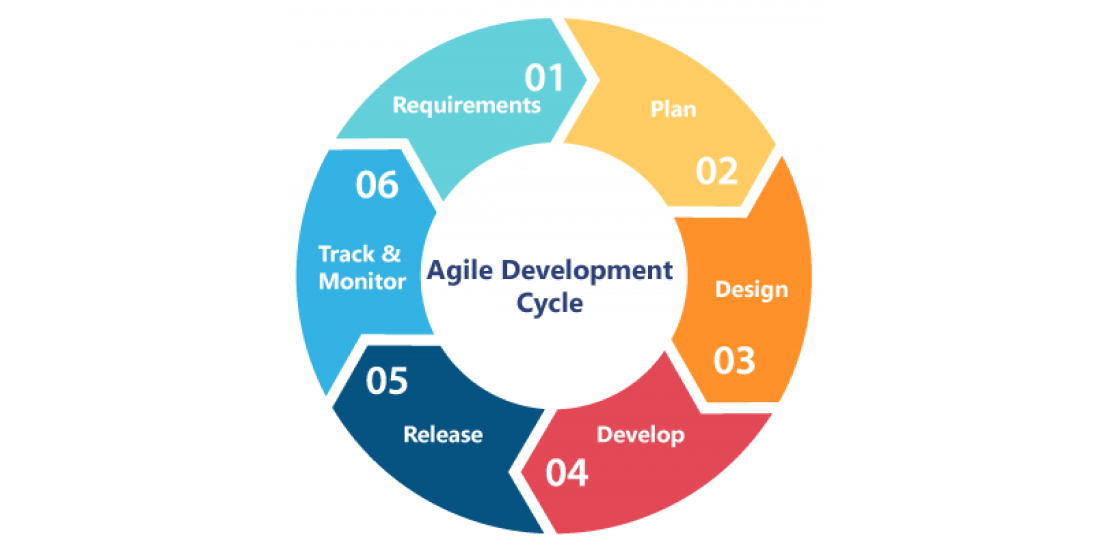 Agile Development
Cycle
01
Requirements
Plan
02
Design
03
Develop
04
05
Release
06
Track &
Monitor